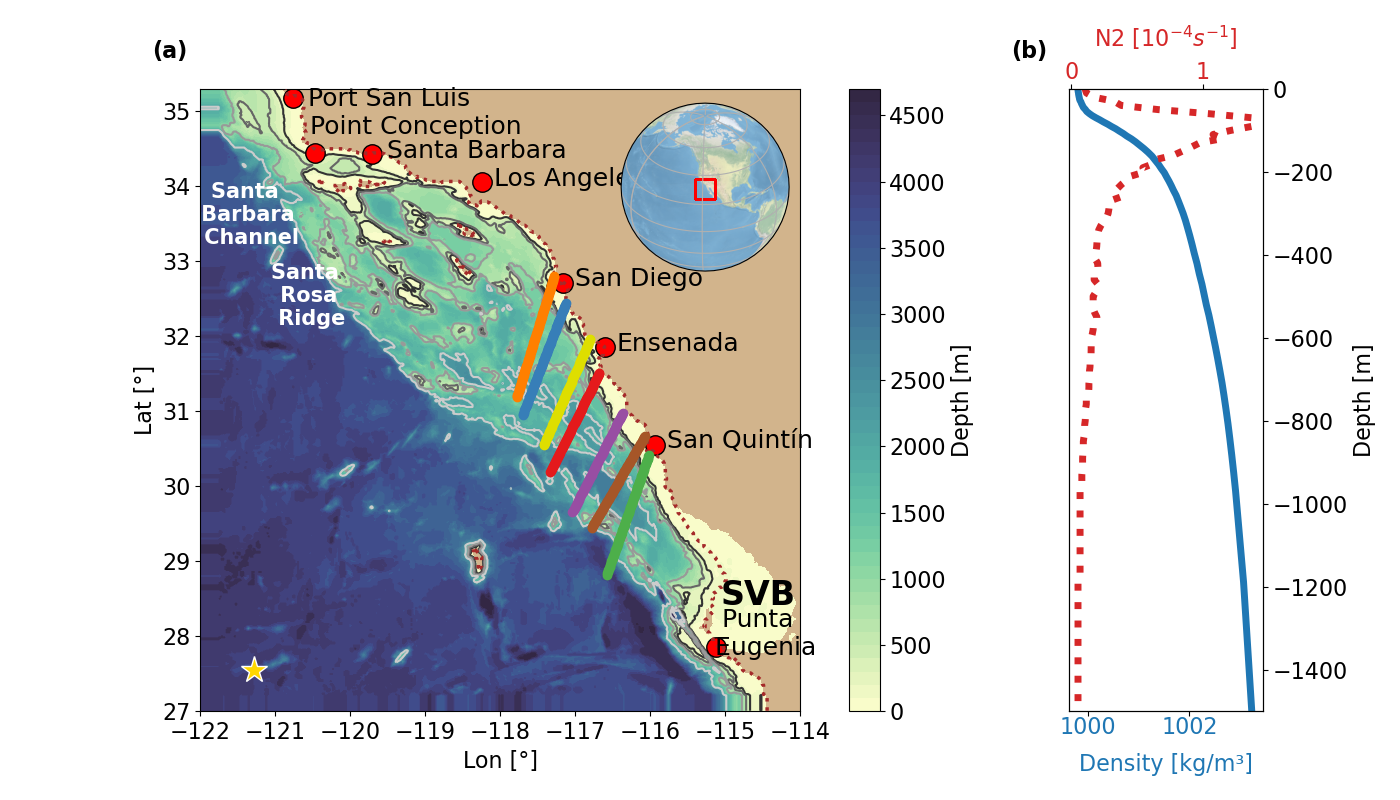 (a)
(b)
N2 [10⁻⁴s⁻¹]
0
1
35
34
33
32
31
30
29
28
27
Lat [°]
Port San Luis
Point Conception
Santa Barbara
Los Angele
Santa
Barbara
Channel
Santa
Rosa
Ridge
San Diego
Ensenada
San Quintín
SVB
Punta
Eugenia
−122
−121
−120
−119
−118
−117
−116
−115
−114
Lon [°]
4500
4000
3500
3000
2500
2000
1500
1000
500
0
Depth [m]
0
−200
−400
−600
−800
−1000
−1200
−1400
Depth [m]
1000
1002
Density [kg/m³]